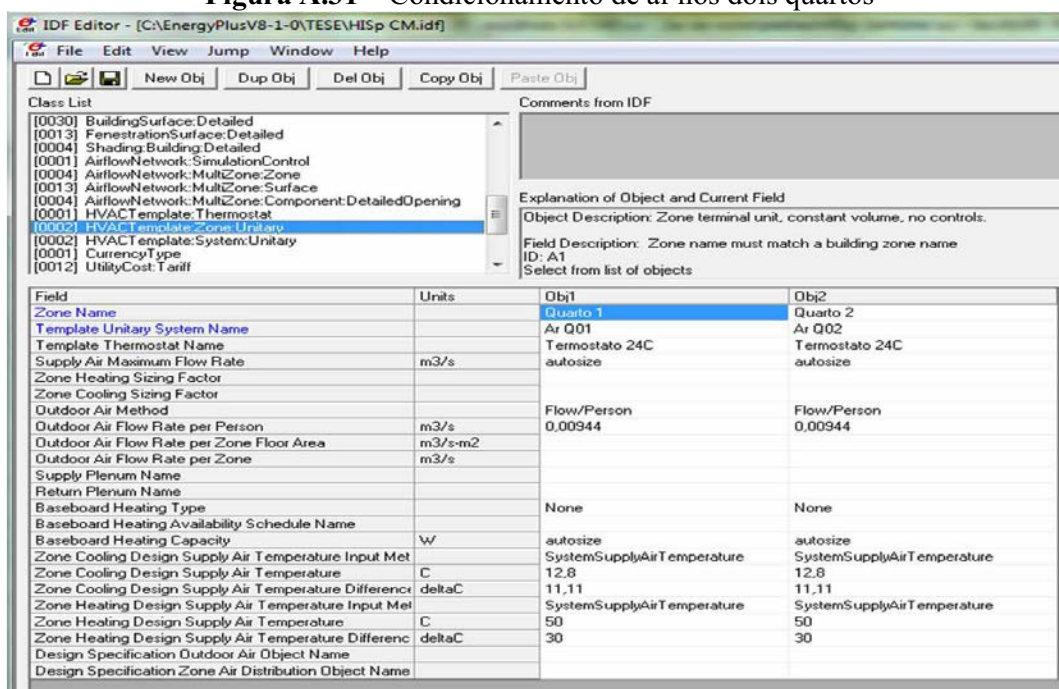 Figura A.31 – Condicionamento de ar nos dois quartos
IDF Editor - [C:\EnergyPlusV8-1-0\TESE\HISp CM.idf]
File Edit View Jump Window Help
New Obj Dup Obj Del Obj Copy Obj Paste Obj
Class List
[0030] BuildingSurface:Detailed
[0013] FenestrationSurface:Detailed
[0004] Shading:Building:Detailed
[0001] AirflowNetwork:SimulationControl
[0004] AirflowNetwork:MultiZone:Zone
[0013] AirflowNetwork:MultiZone:Surface
[0004] AirflowNetwork:MultiZone:Component:DetailedOpening
[0001] HVACTemplate:Thermostat
[0002] HVACTemplate:Zone:Unitary
[0002] HVACTemplate:System:Unitary
[0001] CurrencyType
[0012] UtilityCost:Tariff
Comments from IDF
Explanation of Object and Current Field
Object Description: Zone terminal unit, constant volume, no controls.
Field Description: Zone name must match a building zone name
ID: A1
Select from list of objects
Field Units Obj1 Obj2
Zone Name Quarto 1 Quarto 2
Template Unitary System Name Ar Q01 Ar Q02
Template Thermostat Name Termostato 24C Termostato 24C
Supply Air Maximum Flow Rate m3/s autosize autosize
Zone Heating Sizing Factor
Zone Cooling Sizing Factor
Outdoor Air Method Flow/Person Flow/Person
Outdoor Air Flow Rate per Person m3/s 0,00944 0,00944
Outdoor Air Flow Rate per Zone Floor Area m3/s-m2
Outdoor Air Flow Rate per Zone m3/s
Supply Plenum Name
Return Plenum Name
Baseboard Heating Type None None
Baseboard Heating Availability Schedule Name
Baseboard Heating Capacity W autosize autosize
Zone Cooling Design Supply Air Temperature Input Met SystemSupplyAirTemperature SystemSupplyAirTemperature
Zone Cooling Design Supply Air Temperature C 12,8 12,8
Zone Cooling Design Supply Air Temperature Difference deltaC 11,11 11,11
Zone Heating Design Supply Air Temperature Input Met SystemSupplyAirTemperature SystemSupplyAirTemperature
Zone Heating Design Supply Air Temperature C 50 50
Zone Heating Design Supply Air Temperature Differenc deltaC 30 30
Design Specification Outdoor Air Object Name
Design Specification Zone Air Distribution Object Name